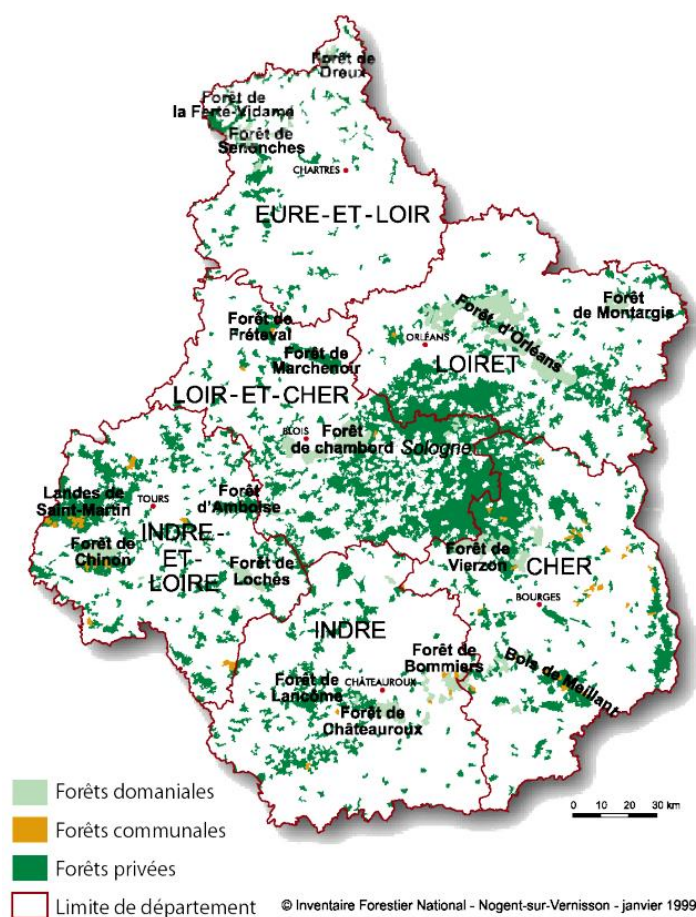 Forêt de
Dreux
Forêt de
la Ferté-Vidame
Forêt de
Senonches
CHARTRES
EURE-ET-LOIR
Forêt de
Fréteval
Forêt de
Marchenoir
ORLÉANS
Forêt d'Orléans
Forêt
de Montargis
LOIRET
LOIR-ET-CHER
BLOIS
Forêt
de chambord
Sologne
Landes de
Saint-Martin
TOURS
Forêt
d'Amboise
INDRE-
ET-
LOIRE
Forêt de
Chinon
Forêt de
Loches
Forêt de
Vierzon
CHER
BOURGES
INDRE
Forêt de
Bommiers
Bois de Meillant
Forêt de
Lancôme
CHÂTEAUROUX
Forêt de
Châteauroux
Forêts domaniales
Forêts communales
Forêts privées
Limite de département
0 10 20 30 km
© Inventaire Forestier National - Nogent-sur-Vernisson - janvier 1999